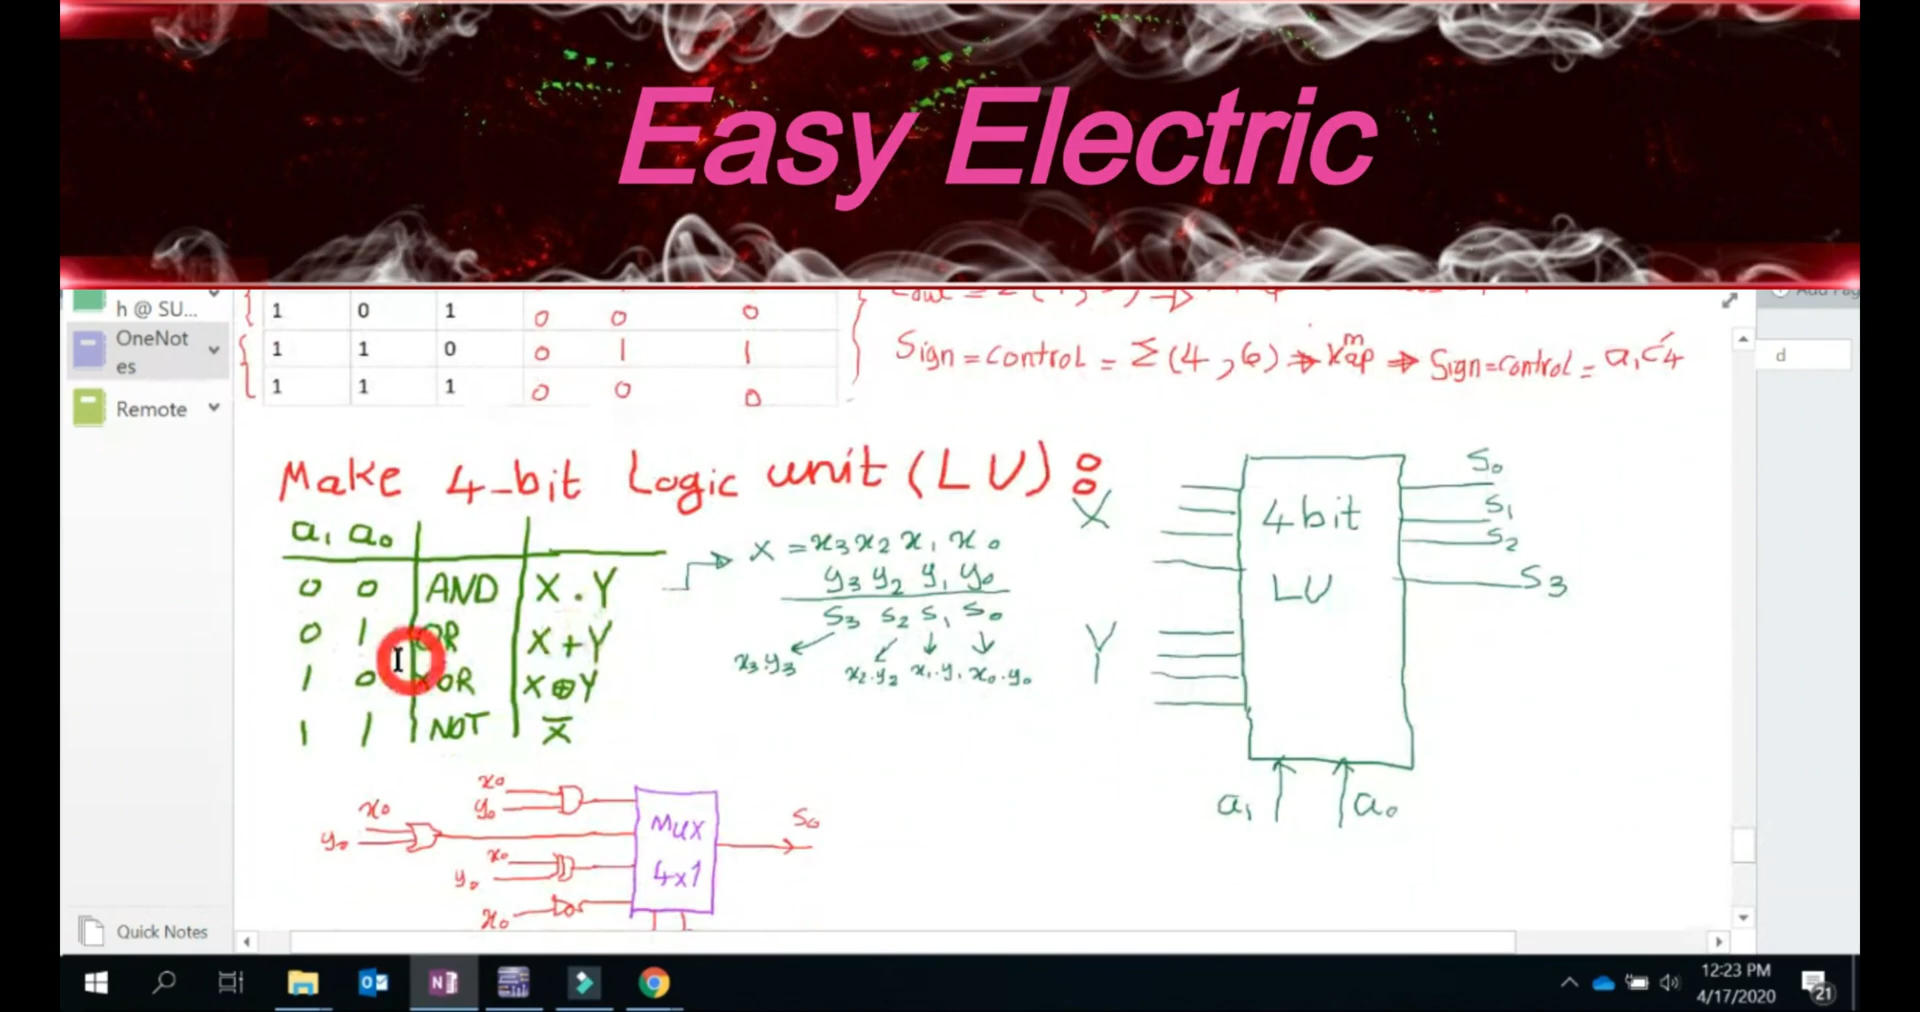 Easy Electric
h @ SU...
OneNot
es
Remote
Quick Notes
1 0 1 0 0 0
1 1 0 0 1 1
1 1 1 0 0 0
Sign=control = Σ(4,6) → Kmap → Sign=control = a₁c'₄
d
Make 4-bit Logic unit (LU):
a₁ a₀
0 0 AND X.Y
0 1 OR X+Y
1 0 XOR X⊕Y
1 1 NOT X̅
X = x₃ x₂ x₁ x₀
y₃ y₂ y₁ y₀
S₃ S₂ S₁ S₀
x₃.y₃ x₂.y₂ x₁.y₁ x₀.y₀
X
Y
4bit
LU
S₀
S₁
S₂
S₃
a₁ a₀
x₀
y₀
x₀
y₀
x₀
y₀
x₀
MUX
4x1
S₀
12:23 PM
4/17/2020
21